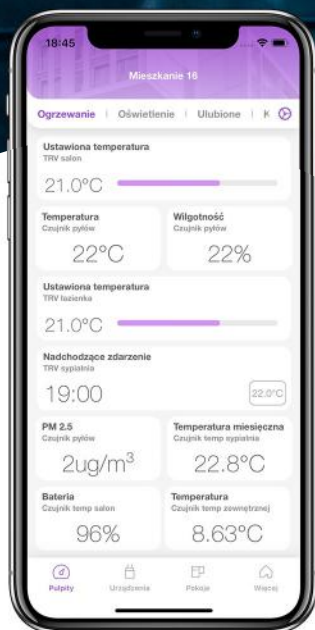 18:45
Mieszkanie 16
Ogrzewanie | Oświetlenie | Ulubione | K
Ustawiona temperatura
TRV salon
21.0°C
Temperatura
Czujnik pyłów
22°C
Wilgotność
Czujnik pyłów
22%
Ustawiona temperatura
TRV łazienka
21.0°C
Nadchodzące zdarzenie
TRV sypialnia
19:00
22.0°C
PM 2.5
Czujnik pyłów
2ug/m³
Temperatura miesięczna
Czujnik temp sypialnia
22.8°C
Bateria
Czujnik temp salon
96%
Temperatura
Czujnik temp zewnętrznej
8.63°C
Pulpity
Urządzenia
Pokoje
Więcej